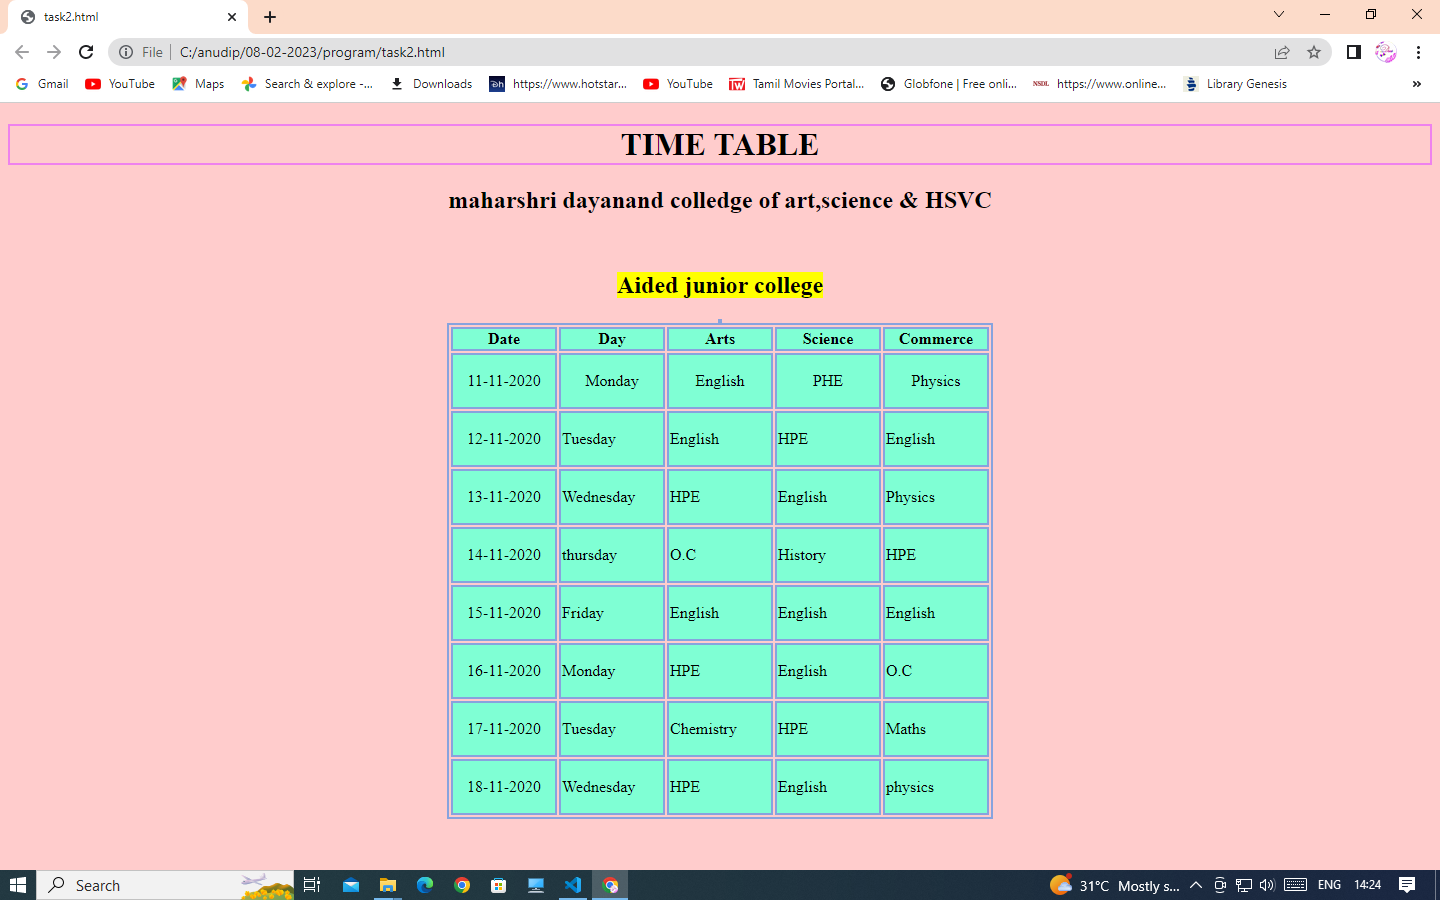 task2.html
File C:/anudip/08-02-2023/program/task2.html
Gmail YouTube Maps Search & explore -... Downloads https://www.hotstar... YouTube Tamil Movies Portal... Globfone | Free onli... NSDL https://www.online... Library Genesis »
TIME TABLE
maharshri dayanand colledge of art,science & HSVC
Aided junior college
Date Day Arts Science Commerce
11-11-2020 Monday English PHE Physics
12-11-2020 Tuesday English HPE English
13-11-2020 Wednesday HPE English Physics
14-11-2020 thursday O.C History HPE
15-11-2020 Friday English English English
16-11-2020 Monday HPE English O.C
17-11-2020 Tuesday Chemistry HPE Maths
18-11-2020 Wednesday HPE English physics
Search 31°C Mostly s... ENG 14:24